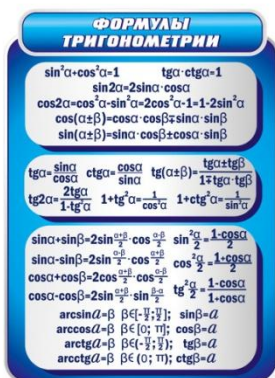 ФОРМУЛЫ
ТРИГОНОМЕТРИИ
sin²α+cos²α=1 tgα·ctgα=1
sin2α=2sinα·cosα
cos2α=cos²α-sin²α=2cos²α-1=1-2sin²α
cos(α±β)=cosα·cosβ∓sinα·sinβ
sin(α±β)=sinα·cosβ±cosα·sinβ
tgα=sinα/cosα ctgα=cosα/sinα tg(α±β)=tgα±tgβ/1∓tgα·tgβ
tg2α=2tgα/1-tg²α 1+tg²α=1/cos²α 1+ctg²α=1/sin²α
sinα+sinβ=2sin α+β/2 ·cos α-β/2 sin² α/2=1-cosα/2
sinα-sinβ=2sin α-β/2 ·cos α+β/2 cos² α/2=1+cosα/2
cosα+cosβ=2cos α+β/2 ·cos α-β/2
cosα-cosβ=2sin α+β/2 ·sin β-α/2 tg² α/2=1-cosα/1+cosα
arcsin a=β β∈[-π/2; π/2]; sinβ=a
arccos a=β β∈[0; π]; cosβ=a
arctg a=β β∈(-π/2; π/2); tgβ=a
arcctg a=β β∈(0; π); ctgβ=a